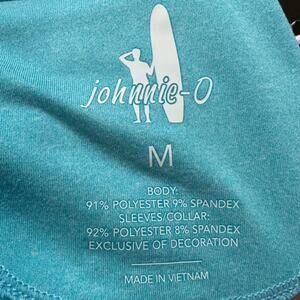 johnnie-O
M
BODY:
91% POLYESTER 9% SPANDEX
SLEEVES/COLLAR:
92% POLYESTER 8% SPANDEX
EXCLUSIVE OF DECORATION
MADE IN VIETNAM